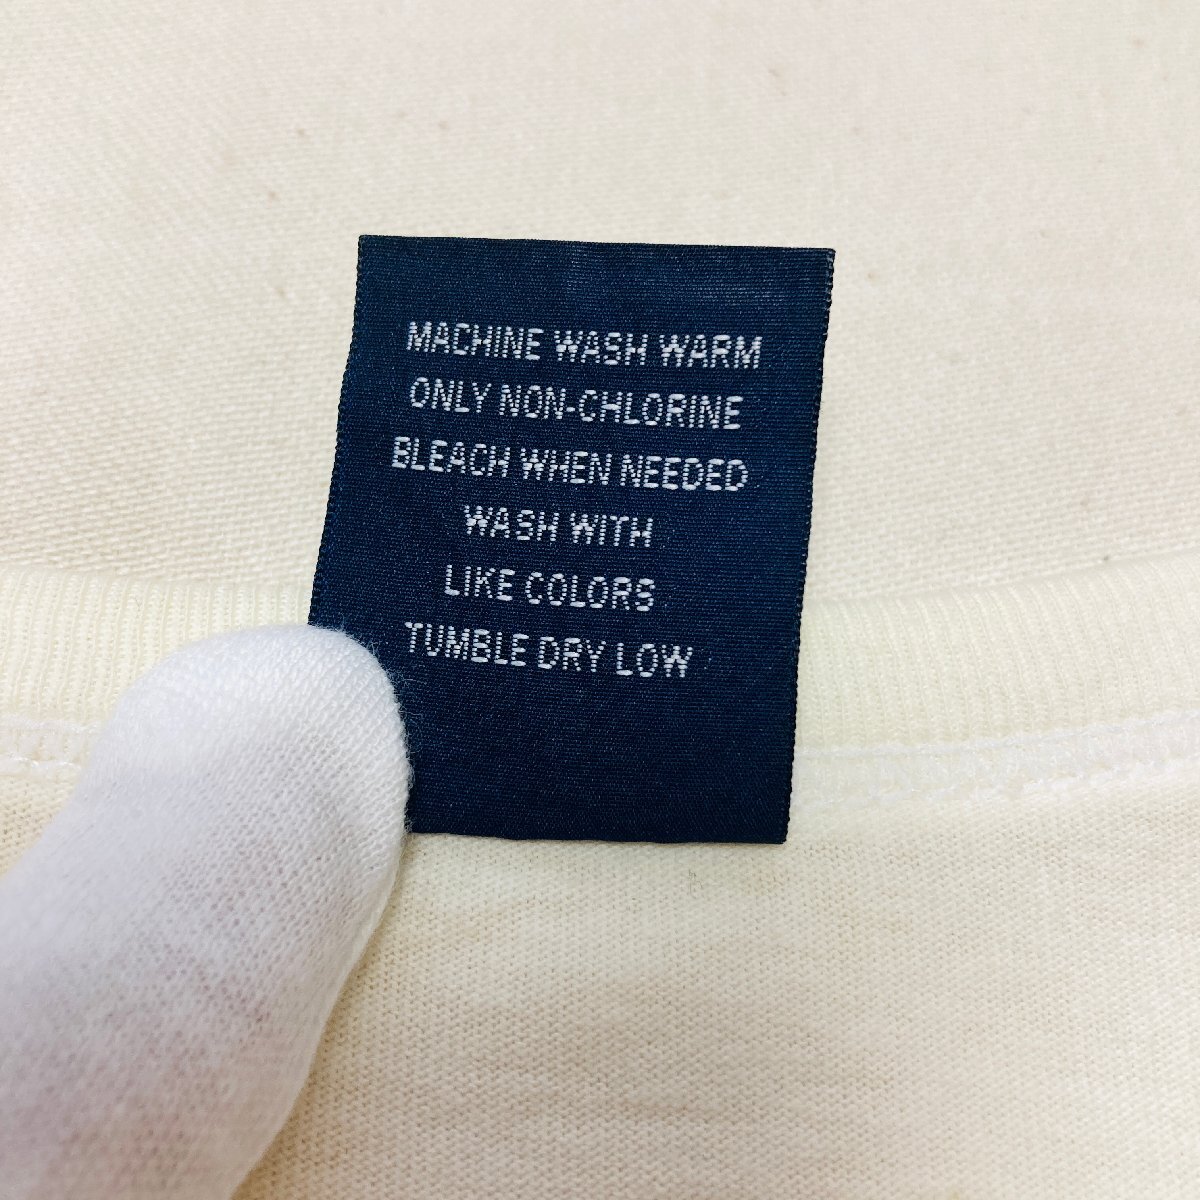 MACHINE WASH WARM
ONLY NON-CHLORINE
BLEACH WHEN NEEDED
WASH WITH
LIKE COLORS
TUMBLE DRY LOW